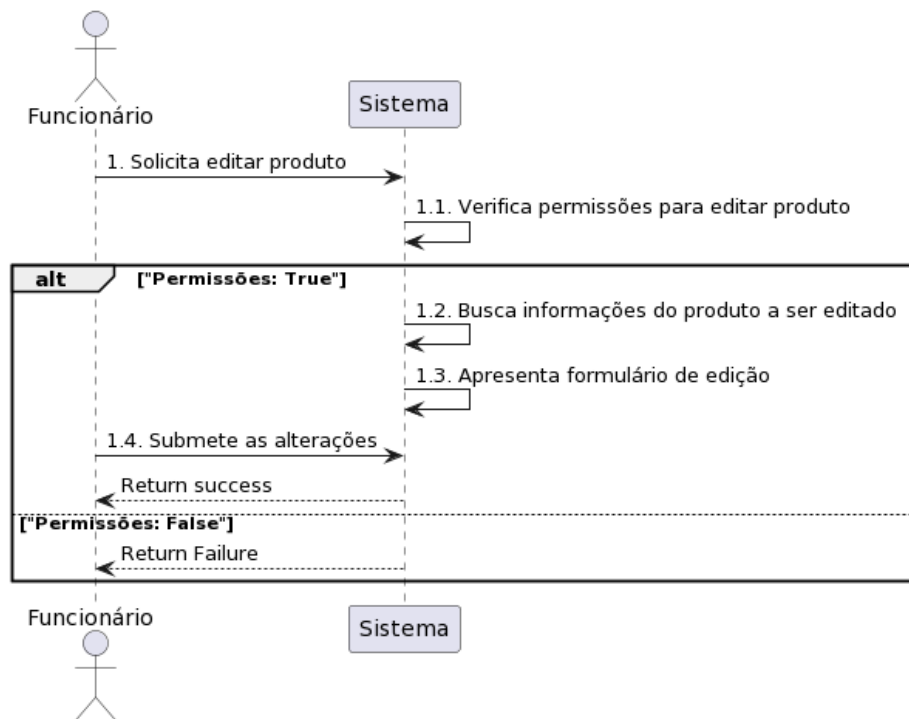 Funcionário
Sistema
1. Solicita editar produto
1.1. Verifica permissões para editar produto
alt
["Permissões: True"]
1.2. Busca informações do produto a ser editado
1.3. Apresenta formulário de edição
1.4. Submete as alterações
Return success
["Permissões: False"]
Return Failure
Funcionário
Sistema